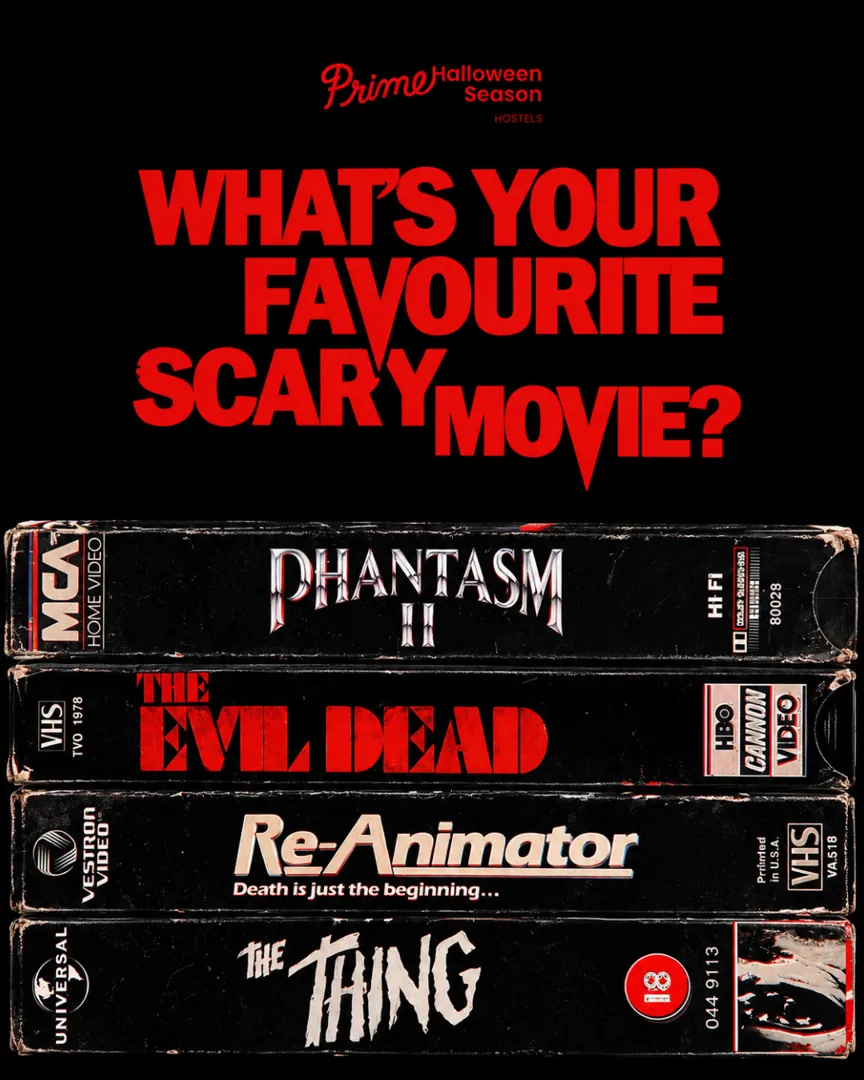 Prime Halloween
Season
HOSTELS
WHAT'S YOUR
FAVOURITE
SCARY
MOVIE?
MCA
HOME VIDEO
PHANTASM
II
HI-FI
80028
VHS
TVO 1978
THE
EVIL DEAD
HBO
CANNON
VIDEO
VESTRON
VIDEO
Re-Animator
Death is just the beginning...
Printed
in U.S.A.
VHS
VA 518
UNIVERSAL
THE THING
18
044 9113